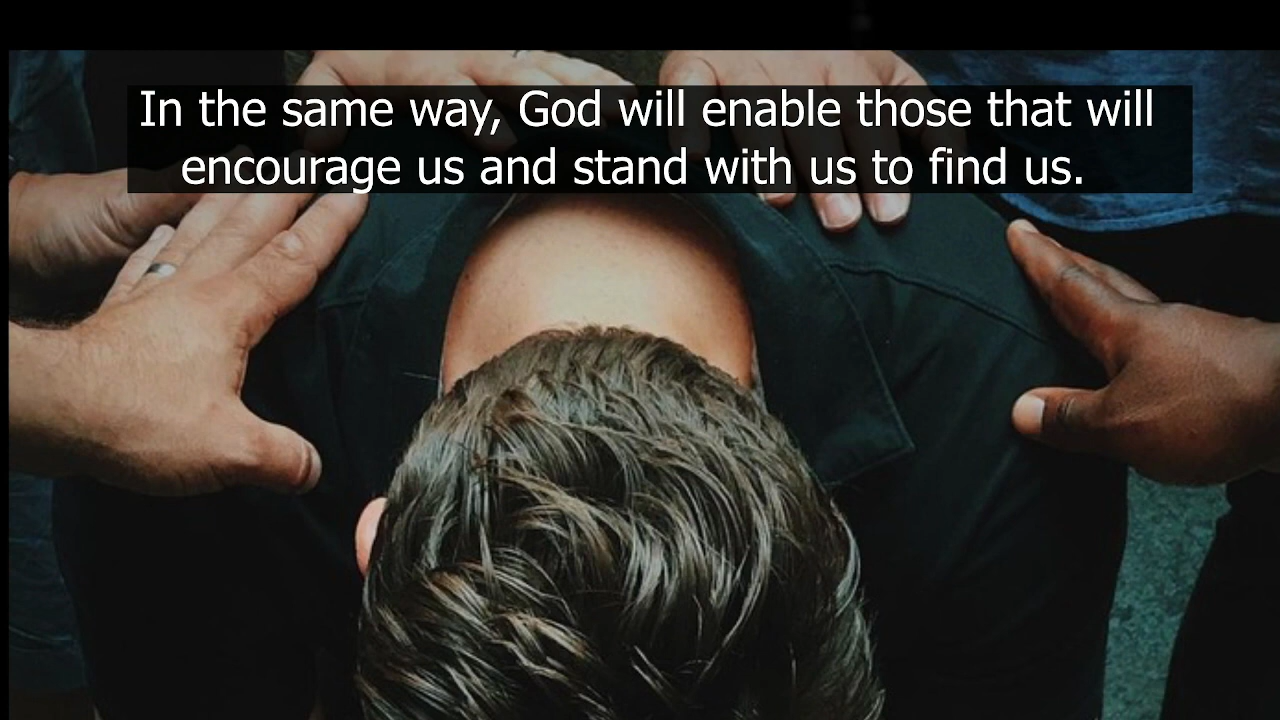 In the same way, God will enable those that will
encourage us and stand with us to find us.